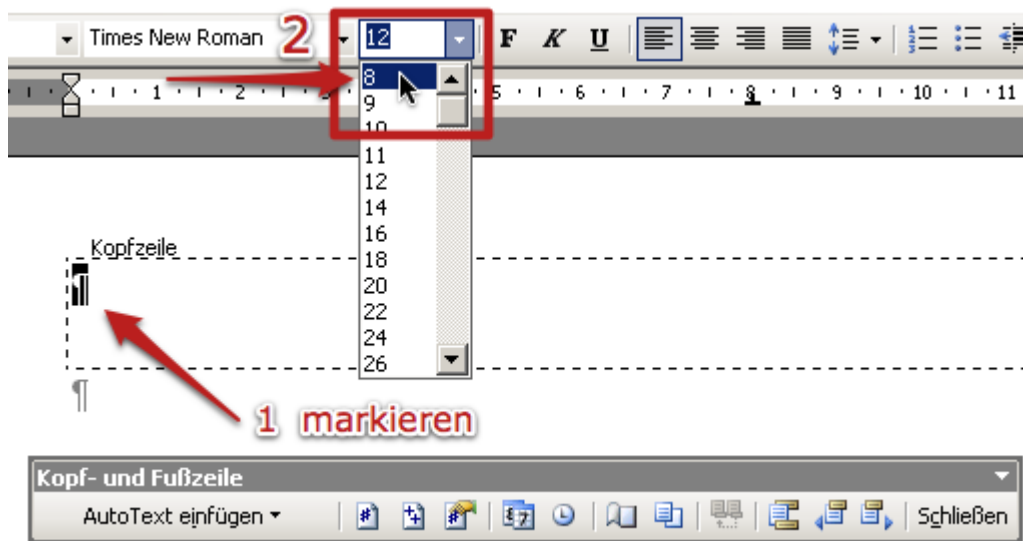 Times New Roman 2 12 F K U
8
1 2 3 5 6 7 8 9 10 11
9
10
11
12
14
16
Kopfzeile
18
¶
20
22
24
26
¶
1 markieren
Kopf- und Fußzeile
AutoText einfügen Schließen